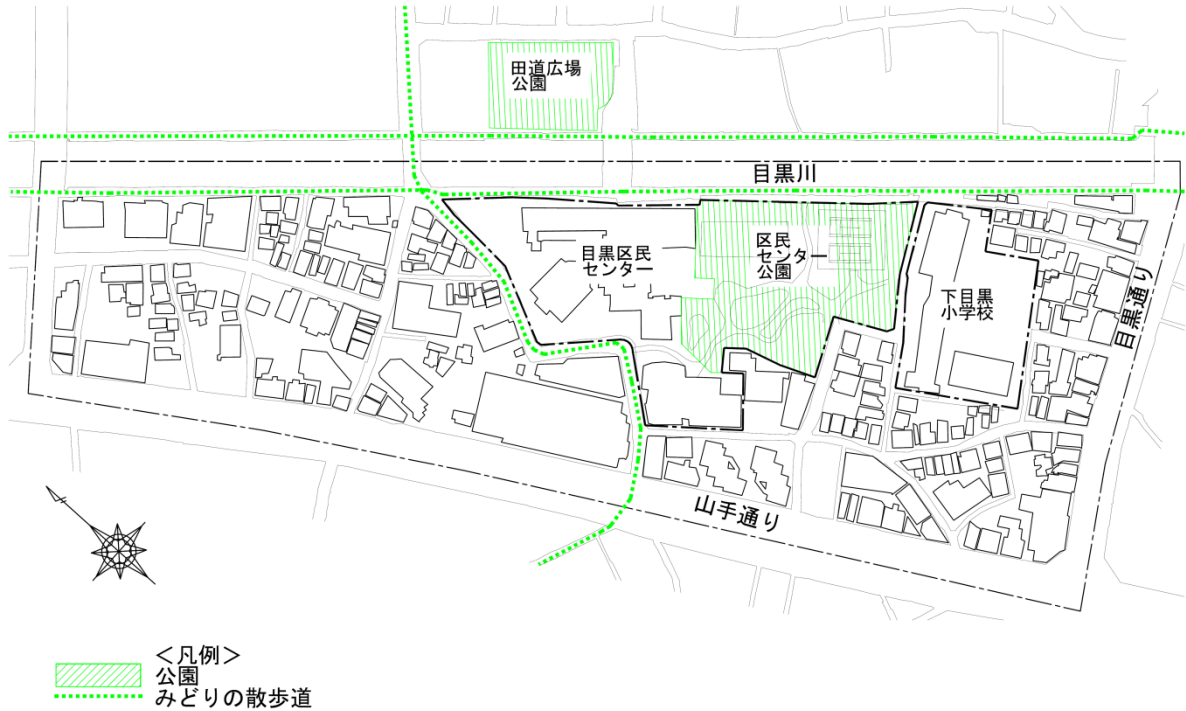 田道広場
公園
目黒川
目黒区民
センター
区民
センター
公園
下目黒
小学校
目黒通り
山手通り
＜凡例＞
公園
みどりの散歩道